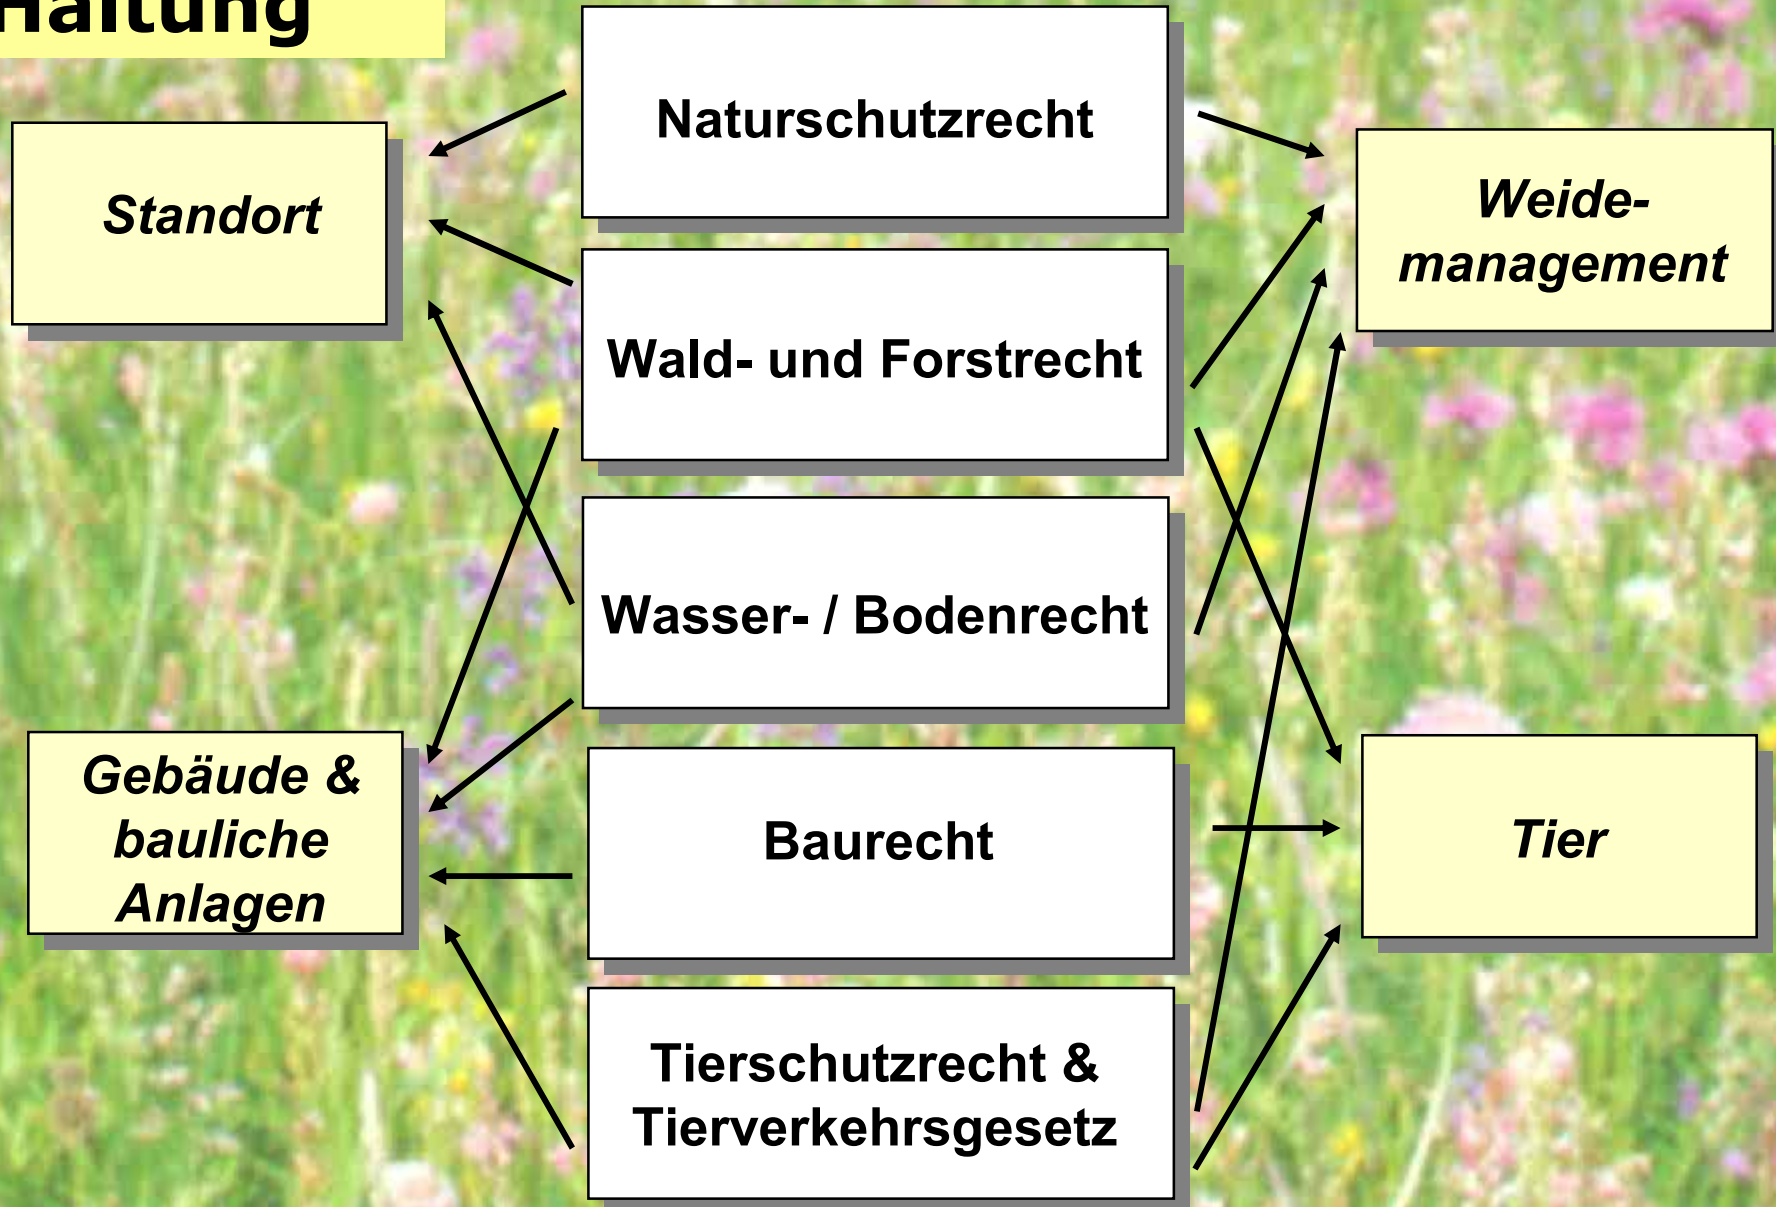 Haltung
Naturschutzrecht
Standort
Weide-
management
Wald- und Forstrecht
Wasser- / Bodenrecht
Gebäude &
bauliche
Anlagen
Baurecht
Tier
Tierschutzrecht &
Tierverkehrsgesetz